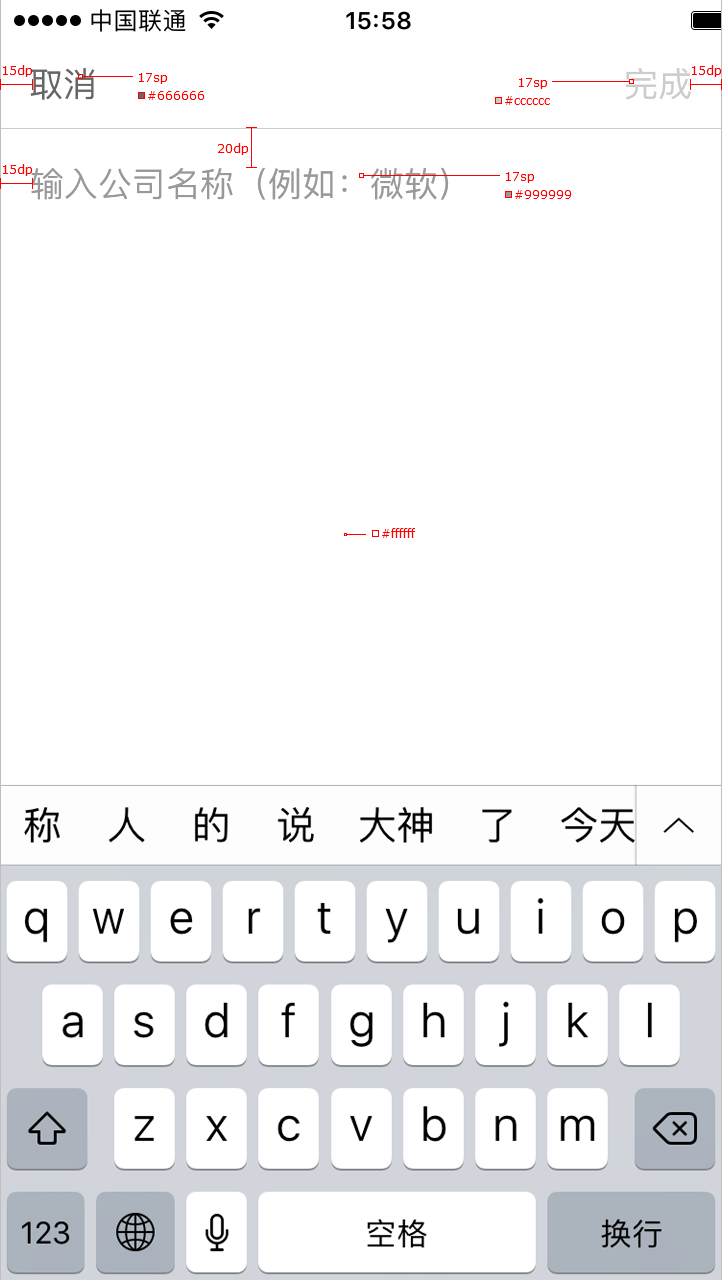 中国联通 15:58
15dp 取消 17sp 17sp 完成 15dp
#666666 #cccccc
20dp
15dp 输入公司名称（例如：微软） 17sp
#999999
#ffffff
称 人 的 说 大神 了 今天
q w e r t y u i o p
a s d f g h j k l
z x c v b n m
123 空格 换行